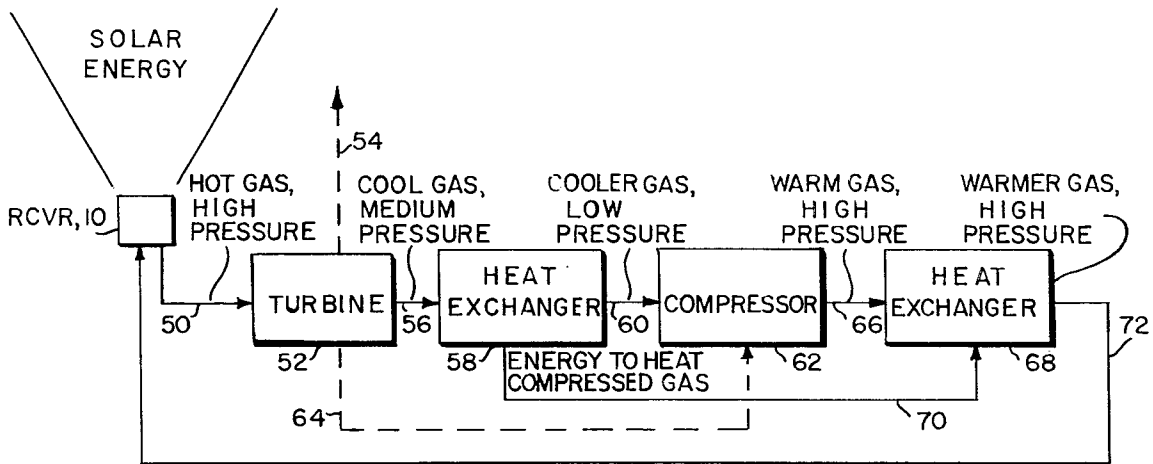 SOLAR
ENERGY
54
HOT GAS,
HIGH
PRESSURE
COOL GAS,
MEDIUM
PRESSURE
COOLER GAS,
LOW
PRESSURE
WARM GAS,
HIGH
PRESSURE
WARMER GAS,
HIGH
PRESSURE
RCVR, 10
TURBINE
HEAT
EXCHANGER
COMPRESSOR
HEAT
EXCHANGER
50
56
60
66
72
52
58
62
68
ENERGY TO HEAT
COMPRESSED GAS
64
70